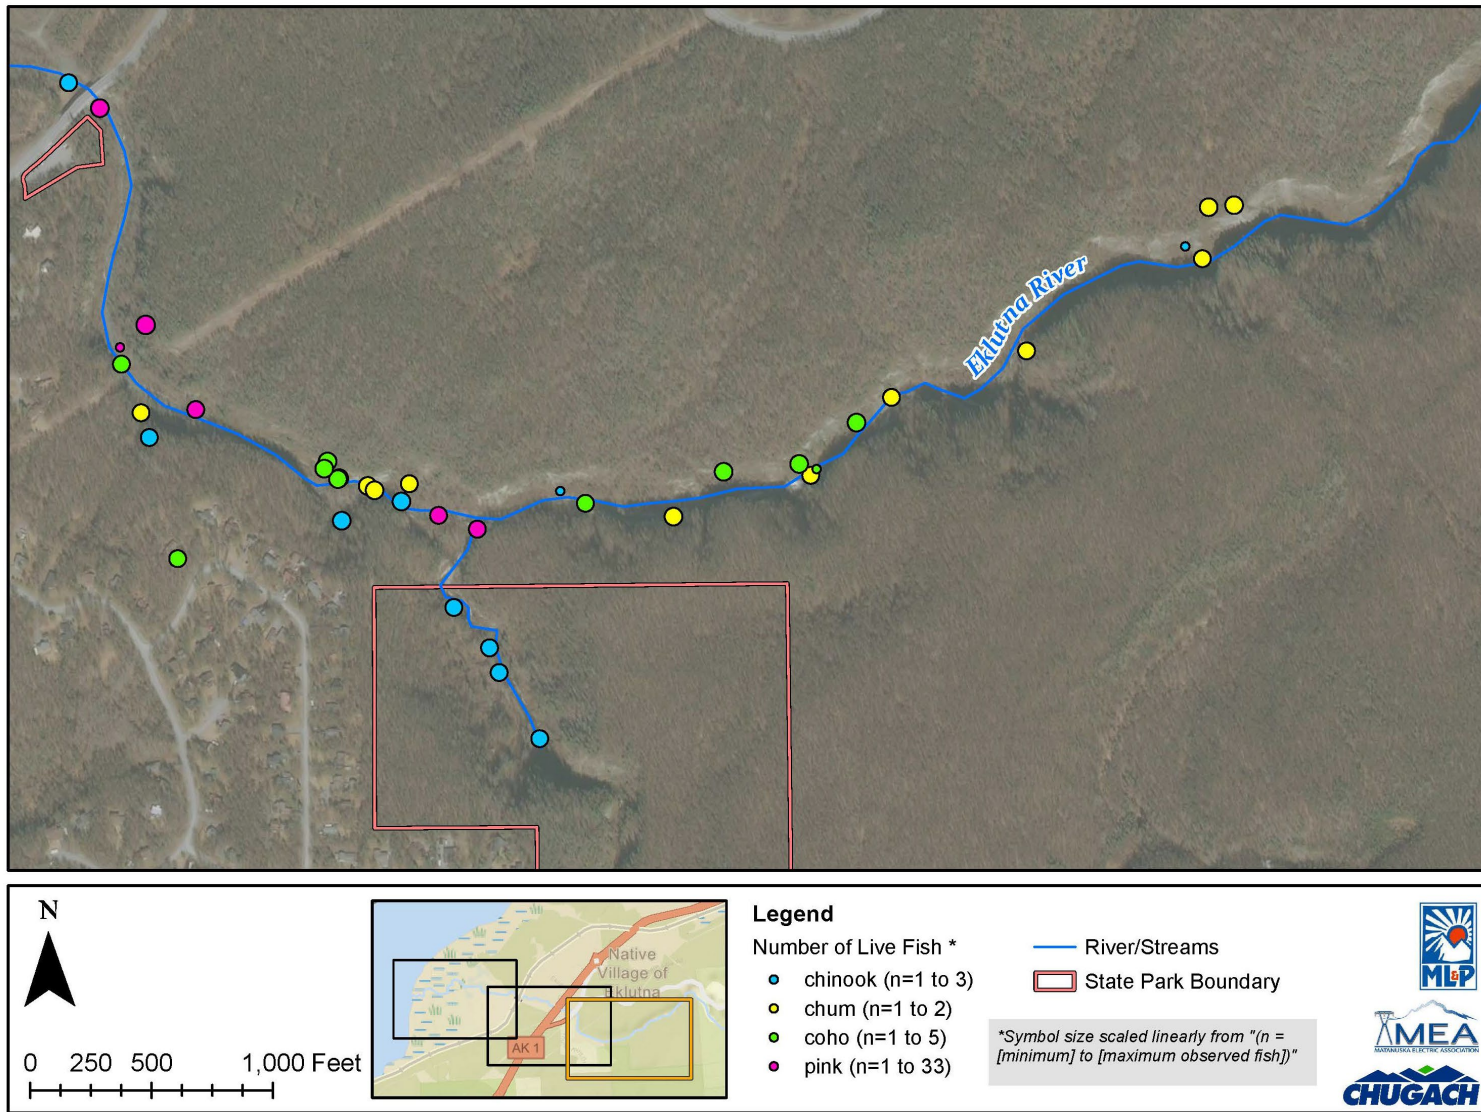 Eklutna River
N
0 250 500 1,000 Feet
Native
Village of
Eklutna
AK 1
Legend
Number of Live Fish *
chinook (n=1 to 3)
chum (n=1 to 2)
coho (n=1 to 5)
pink (n=1 to 33)
River/Streams
State Park Boundary
*Symbol size scaled linearly from "(n =
[minimum] to [maximum observed fish])"
ML&P
MEA
MATANUSKA ELECTRIC ASSOCIATION
CHUGACH